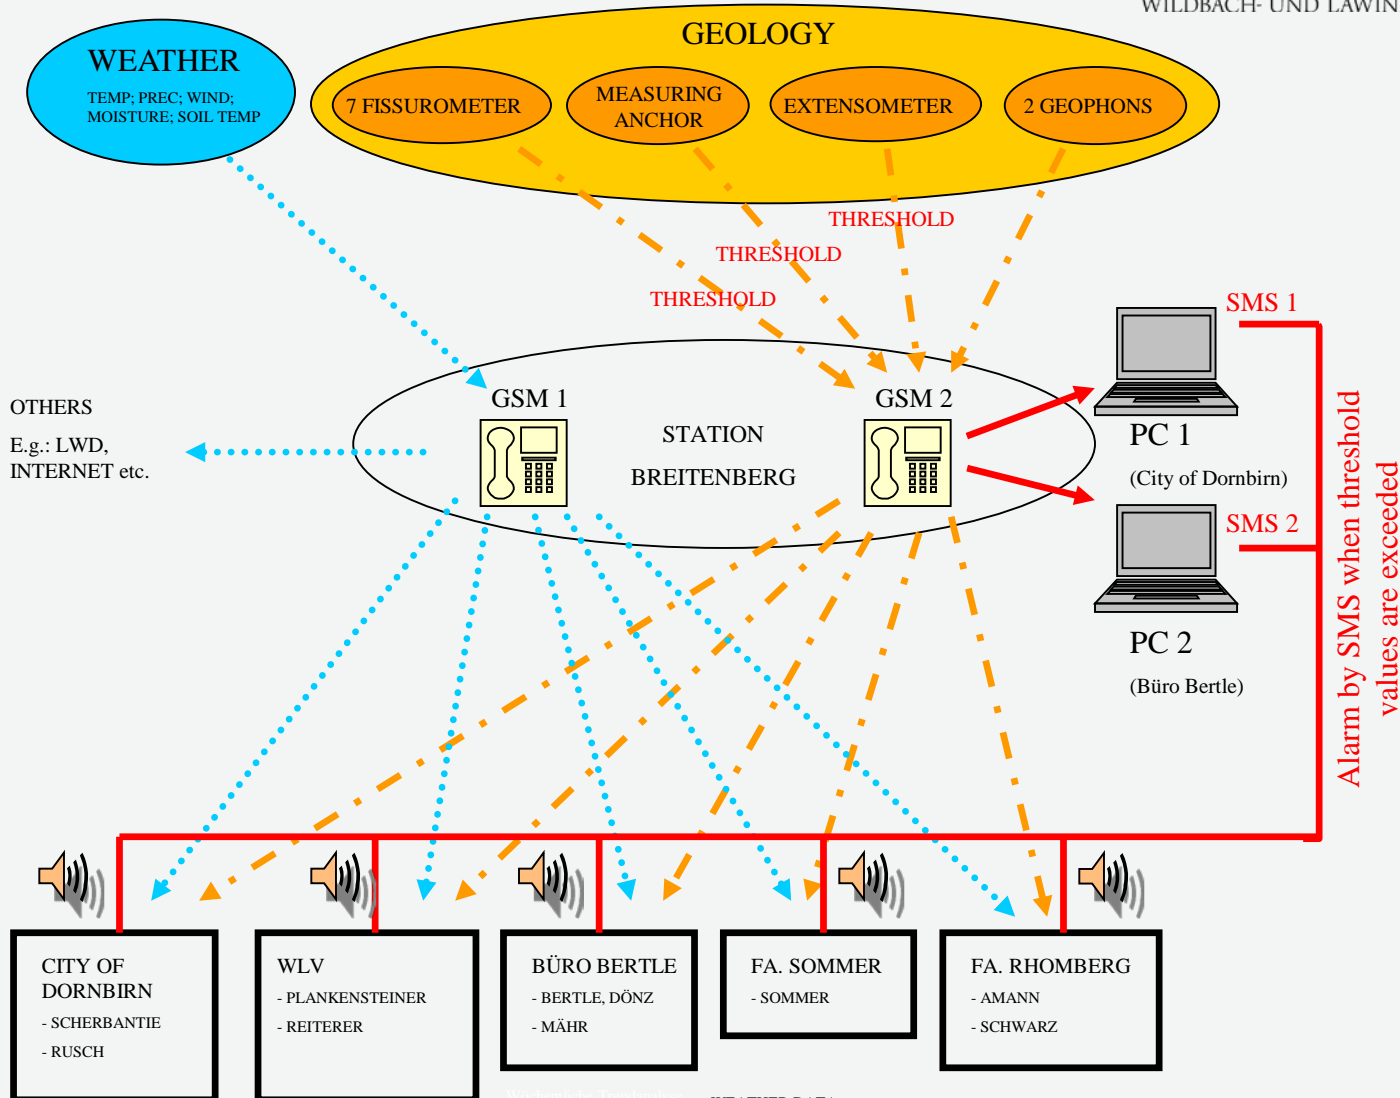 WILDBACH- UND LAWIN
WEATHER
TEMP; PREC; WIND;
MOISTURE; SOIL TEMP
GEOLOGY
7 FISSUROMETER
MEASURING
ANCHOR
EXTENSOMETER
2 GEOPHONS
THRESHOLD
THRESHOLD
THRESHOLD
OTHERS
E.g.: LWD,
INTERNET etc.
GSM 1
STATION
BREITENBERG
GSM 2
SMS 1
PC 1
(City of Dornbirn)
SMS 2
PC 2
(Büro Bertle)
Alarm by SMS when threshold
values are exceeded
CITY OF
DORNBIRN
- SCHERBANTIE
- RUSCH
WLV
- PLANKENSTEINER
- REITERER
BÜRO BERTLE
- BERTLE, DÖNZ
- MÄHR
FA. SOMMER
- SOMMER
FA. RHOMBERG
- AMANN
- SCHWARZ